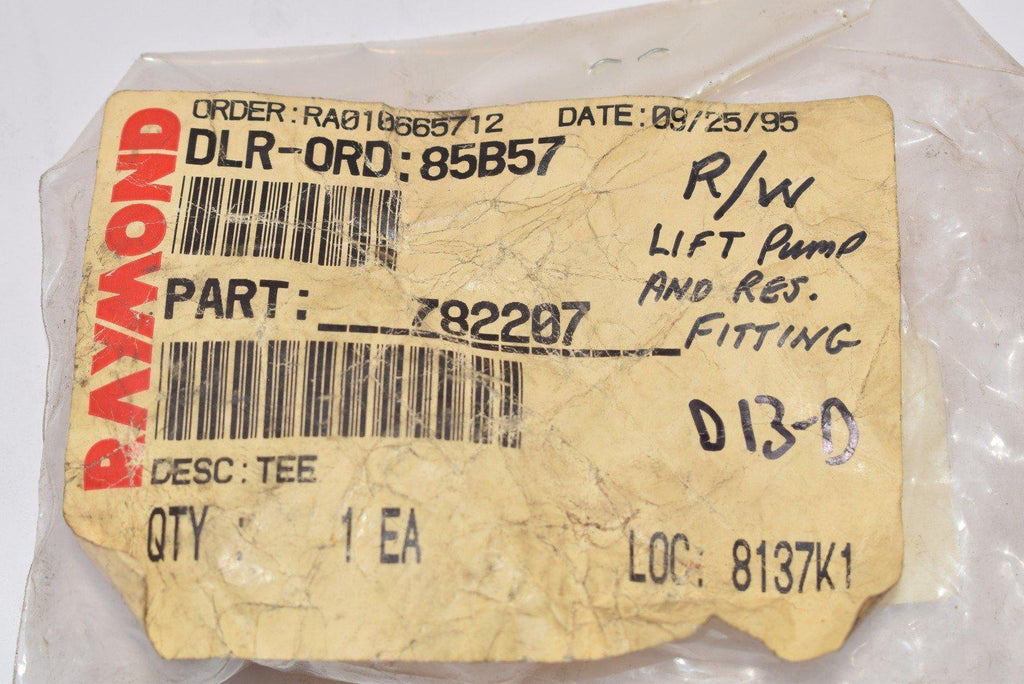 RAYMOND
ORDER:RA010665712 DATE:09/25/95
DLR-ORD:85B57
PART:___782207____
DESC:TEE
QTY : 1 EA
LOC: 8137K1
R/W
LIFT PUMP
AND RES.
FITTING
D13-D